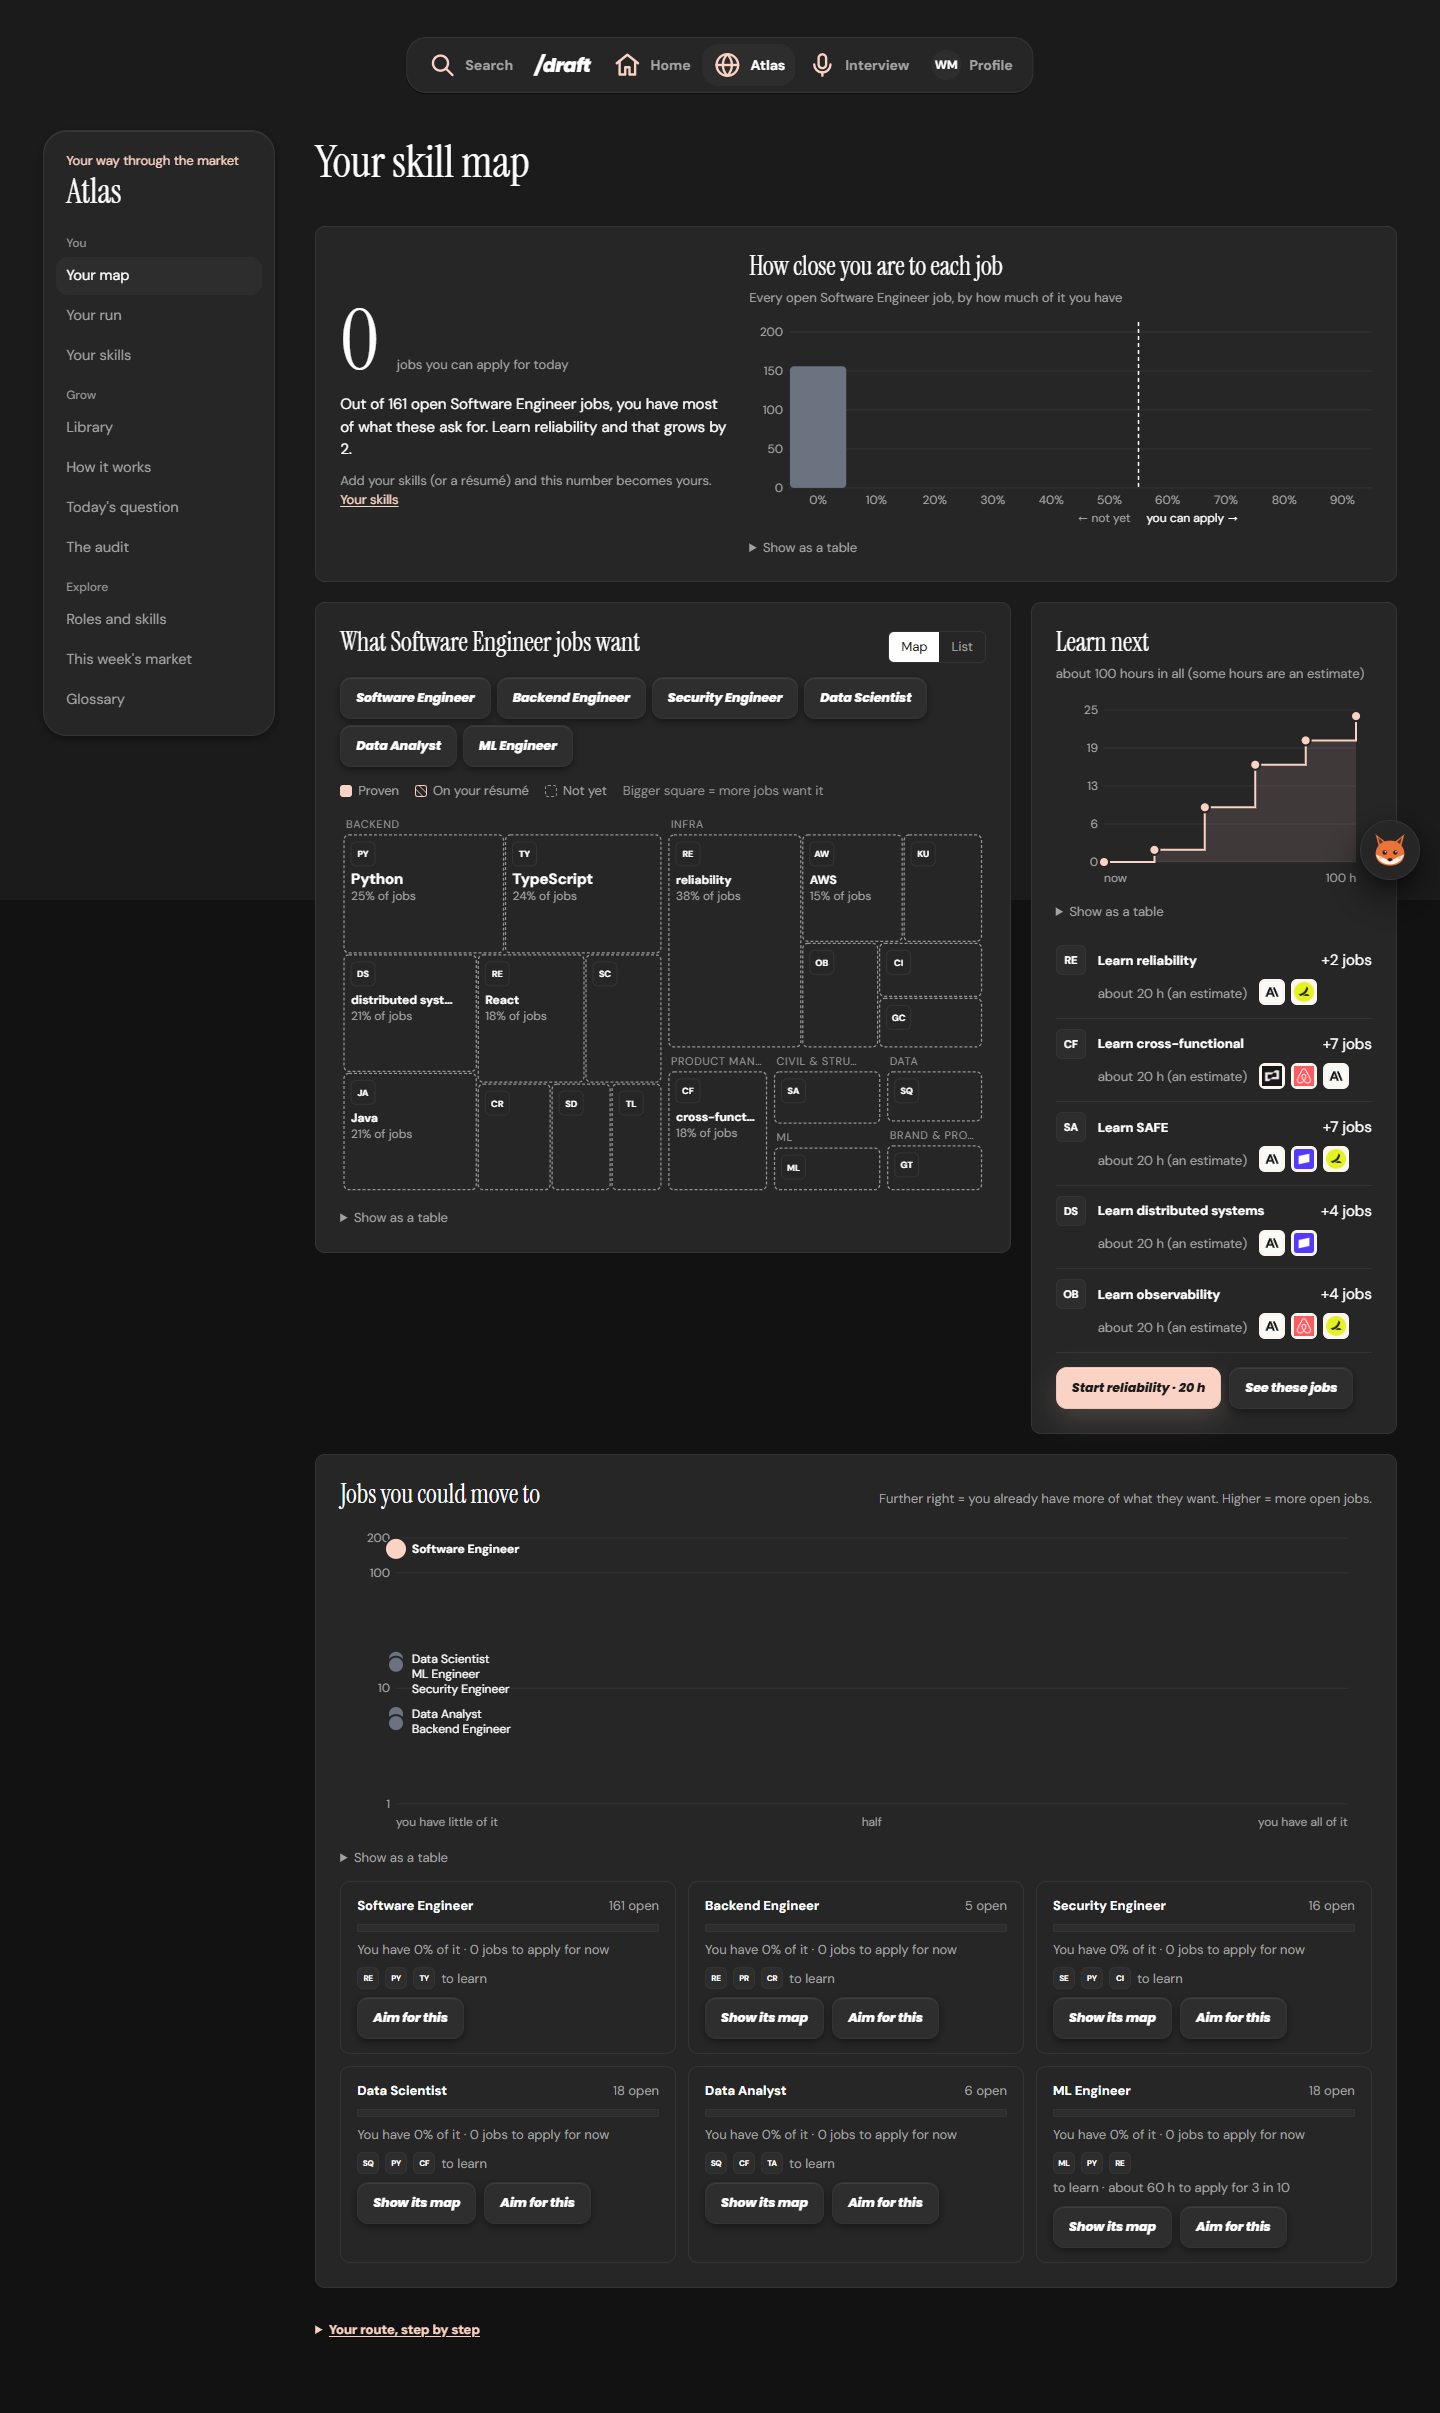 Search
/draft
Home
Atlas
Interview
WM
Profile
Your way through the market
Atlas
You
Your map
Your run
Your skills
Grow
Library
How it works
Today's question
The audit
Explore
Roles and skills
This week's market
Glossary
Your skill map
0 jobs you can apply for today
Out of 161 open Software Engineer jobs, you have most
of what these ask for. Learn reliability and that grows by
2.
Add your skills (or a résumé) and this number becomes yours.
Your skills
How close you are to each job
Every open Software Engineer job, by how much of it you have
200
150
100
50
0
0% 10% 20% 30% 40% 50% 60% 70% 80% 90%
← not yet you can apply →
▶ Show as a table
What Software Engineer jobs want
Map List
Software Engineer Backend Engineer Security Engineer Data Scientist
Data Analyst ML Engineer
Proven On your résumé Not yet Bigger square = more jobs want it
BACKEND
PY
Python
25% of jobs
TY
TypeScript
24% of jobs
DS
distributed syst...
21% of jobs
RE
React
18% of jobs
SC
JA
Java
21% of jobs
CR
SD
TL
INFRA
RE
reliability
38% of jobs
AW
AWS
15% of jobs
KU
OB
CI
GC
PRODUCT MAN...
CF
cross-funct...
18% of jobs
CIVIL & STRU...
SA
DATA
SQ
ML
ML
BRAND & PRO...
GT
▶ Show as a table
Learn next
about 100 hours in all (some hours are an estimate)
25
19
13
6
0
now 100 h
▶ Show as a table
RE Learn reliability +2 jobs
about 20 h (an estimate)
CF Learn cross-functional +7 jobs
about 20 h (an estimate)
SA Learn SAFE +7 jobs
about 20 h (an estimate)
DS Learn distributed systems +4 jobs
about 20 h (an estimate)
OB Learn observability +4 jobs
about 20 h (an estimate)
Start reliability · 20 h See these jobs
Jobs you could move to
Further right = you already have more of what they want. Higher = more open jobs.
200
Software Engineer
100
Data Scientist
ML Engineer
10
Security Engineer
Data Analyst
Backend Engineer
1
you have little of it half you have all of it
▶ Show as a table
Software Engineer 161 open
You have 0% of it · 0 jobs to apply for now
RE PY TY to learn
Aim for this
Backend Engineer 5 open
You have 0% of it · 0 jobs to apply for now
RE PR CR to learn
Show its map Aim for this
Security Engineer 16 open
You have 0% of it · 0 jobs to apply for now
SE PY CI to learn
Show its map Aim for this
Data Scientist 18 open
You have 0% of it · 0 jobs to apply for now
SQ PY CF to learn
Show its map Aim for this
Data Analyst 6 open
You have 0% of it · 0 jobs to apply for now
SQ CF TA to learn
Show its map Aim for this
ML Engineer 18 open
You have 0% of it · 0 jobs to apply for now
ML PY RE
to learn · about 60 h to apply for 3 in 10
Show its map Aim for this
▶ Your route, step by step